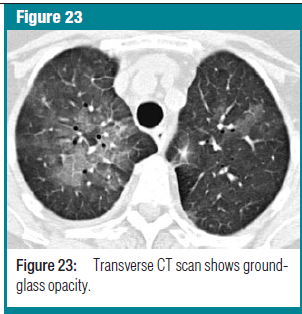 Figure 23
Figure 23: Transverse CT scan shows ground-
glass opacity.